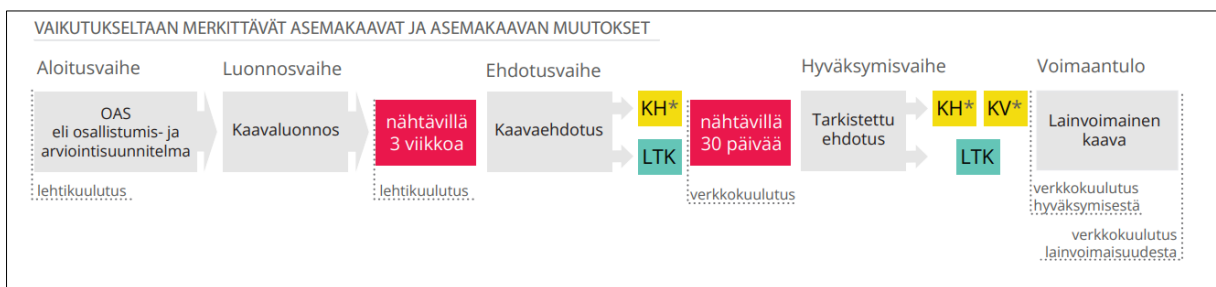 VAIKUTUKSELTAAN MERKITTÄVÄT ASEMAKAAVAT JA ASEMAKAAVAN MUUTOKSET
Aloitusvaihe
OAS
eli osallistumis- ja
arviointisuunnitelma
lehtikuulutus
Luonnosvaihe
Kaavaluonnos
nähtävillä
3 viikkoa
lehtikuulutus
Ehdotusvaihe
Kaavaehdotus
KH*
LTK
nähtävillä
30 päivää
verkkokuulutus
Hyväksymisvaihe
Tarkistettu
ehdotus
KH*
KV*
LTK
Voimaantulo
Lainvoimainen
kaava
verkkokuulutus
hyväksymisestä
verkkokuulutus
lainvoimaisuudesta